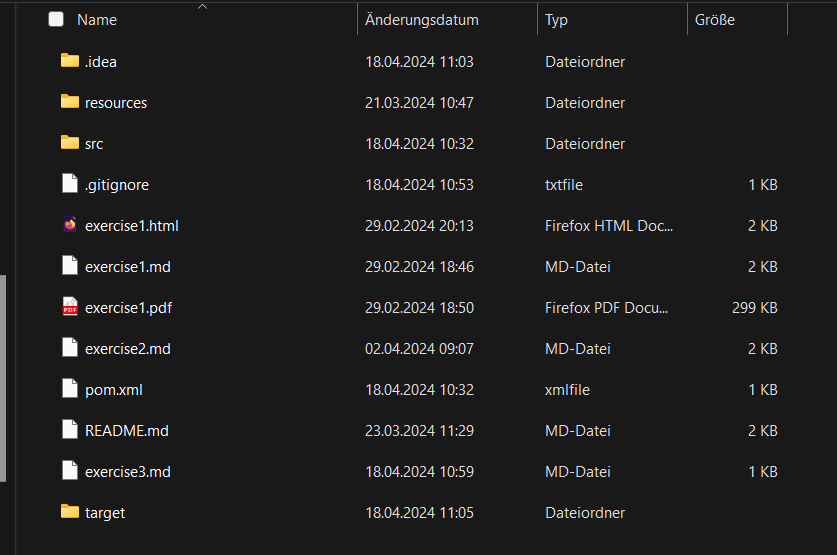 Name Änderungsdatum Typ Größe
.idea 18.04.2024 11:03 Dateiordner
resources 21.03.2024 10:47 Dateiordner
src 18.04.2024 10:32 Dateiordner
.gitignore 18.04.2024 10:53 txtfile 1 KB
exercise1.html 29.02.2024 20:13 Firefox HTML Doc... 2 KB
exercise1.md 29.02.2024 18:46 MD-Datei 2 KB
PDF exercise1.pdf 29.02.2024 18:50 Firefox PDF Docu... 299 KB
exercise2.md 02.04.2024 09:07 MD-Datei 2 KB
pom.xml 18.04.2024 10:32 xmlfile 1 KB
README.md 23.03.2024 11:29 MD-Datei 2 KB
exercise3.md 18.04.2024 10:59 MD-Datei 1 KB
target 18.04.2024 11:05 Dateiordner